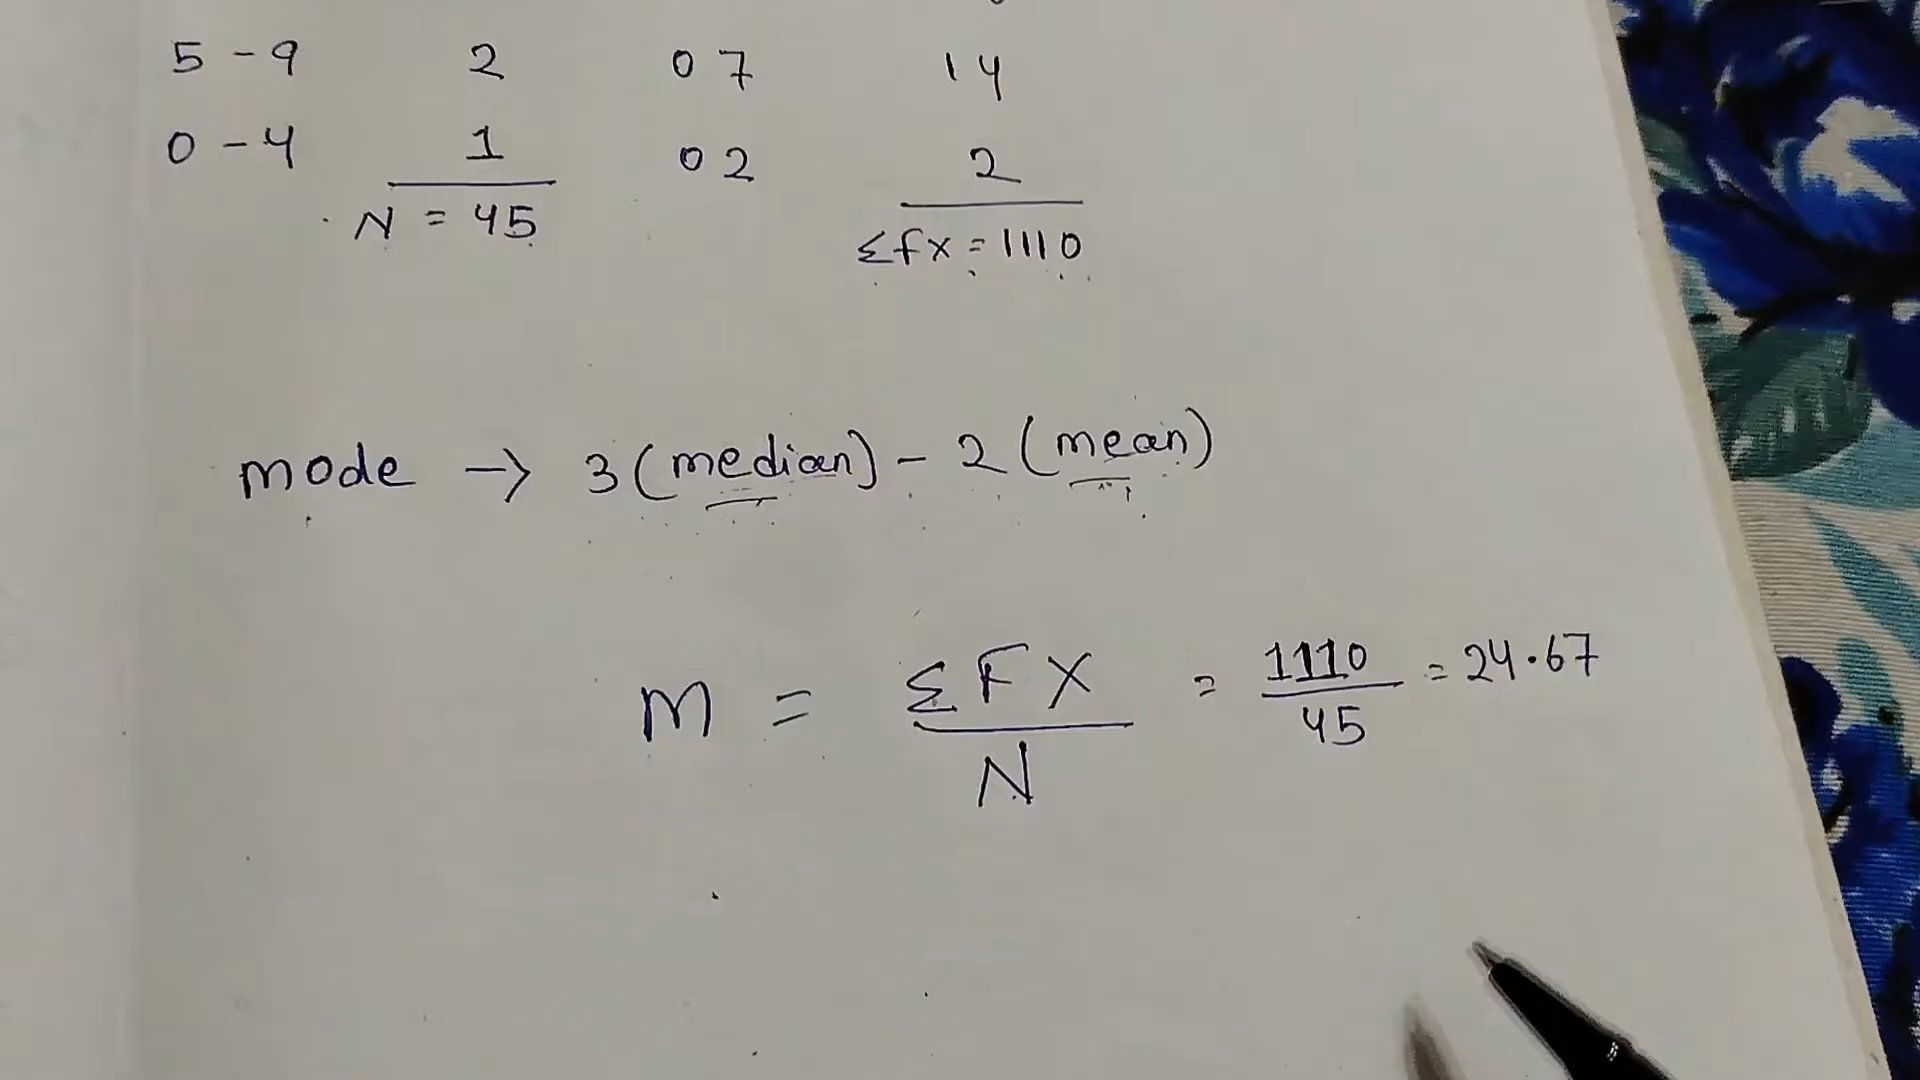 5 - 9 2 07 14
0 - 4 1 02 2
N = 45
Σfx = 1110
mode → 3 (median) - 2 (mean)
M = ΣFX / N = 1110 / 45 = 24.67